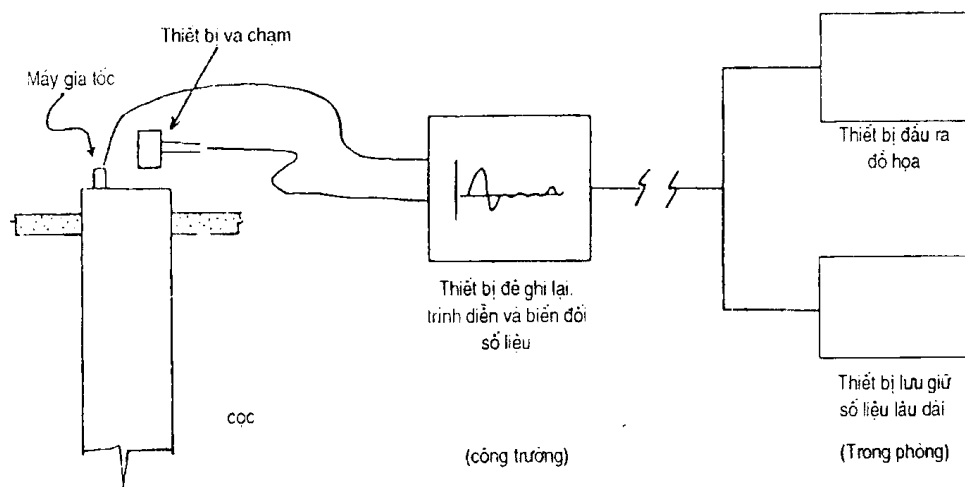 Thiết bị va chạm
Máy gia tốc
Thiết bị đầu ra
đồ họa
Thiết bị để ghi lại.
trình diễn và biến đổi
số liệu
Thiết bị lưu giữ
số liệu lâu dài
cọc
(công trường)
(Trong phòng)